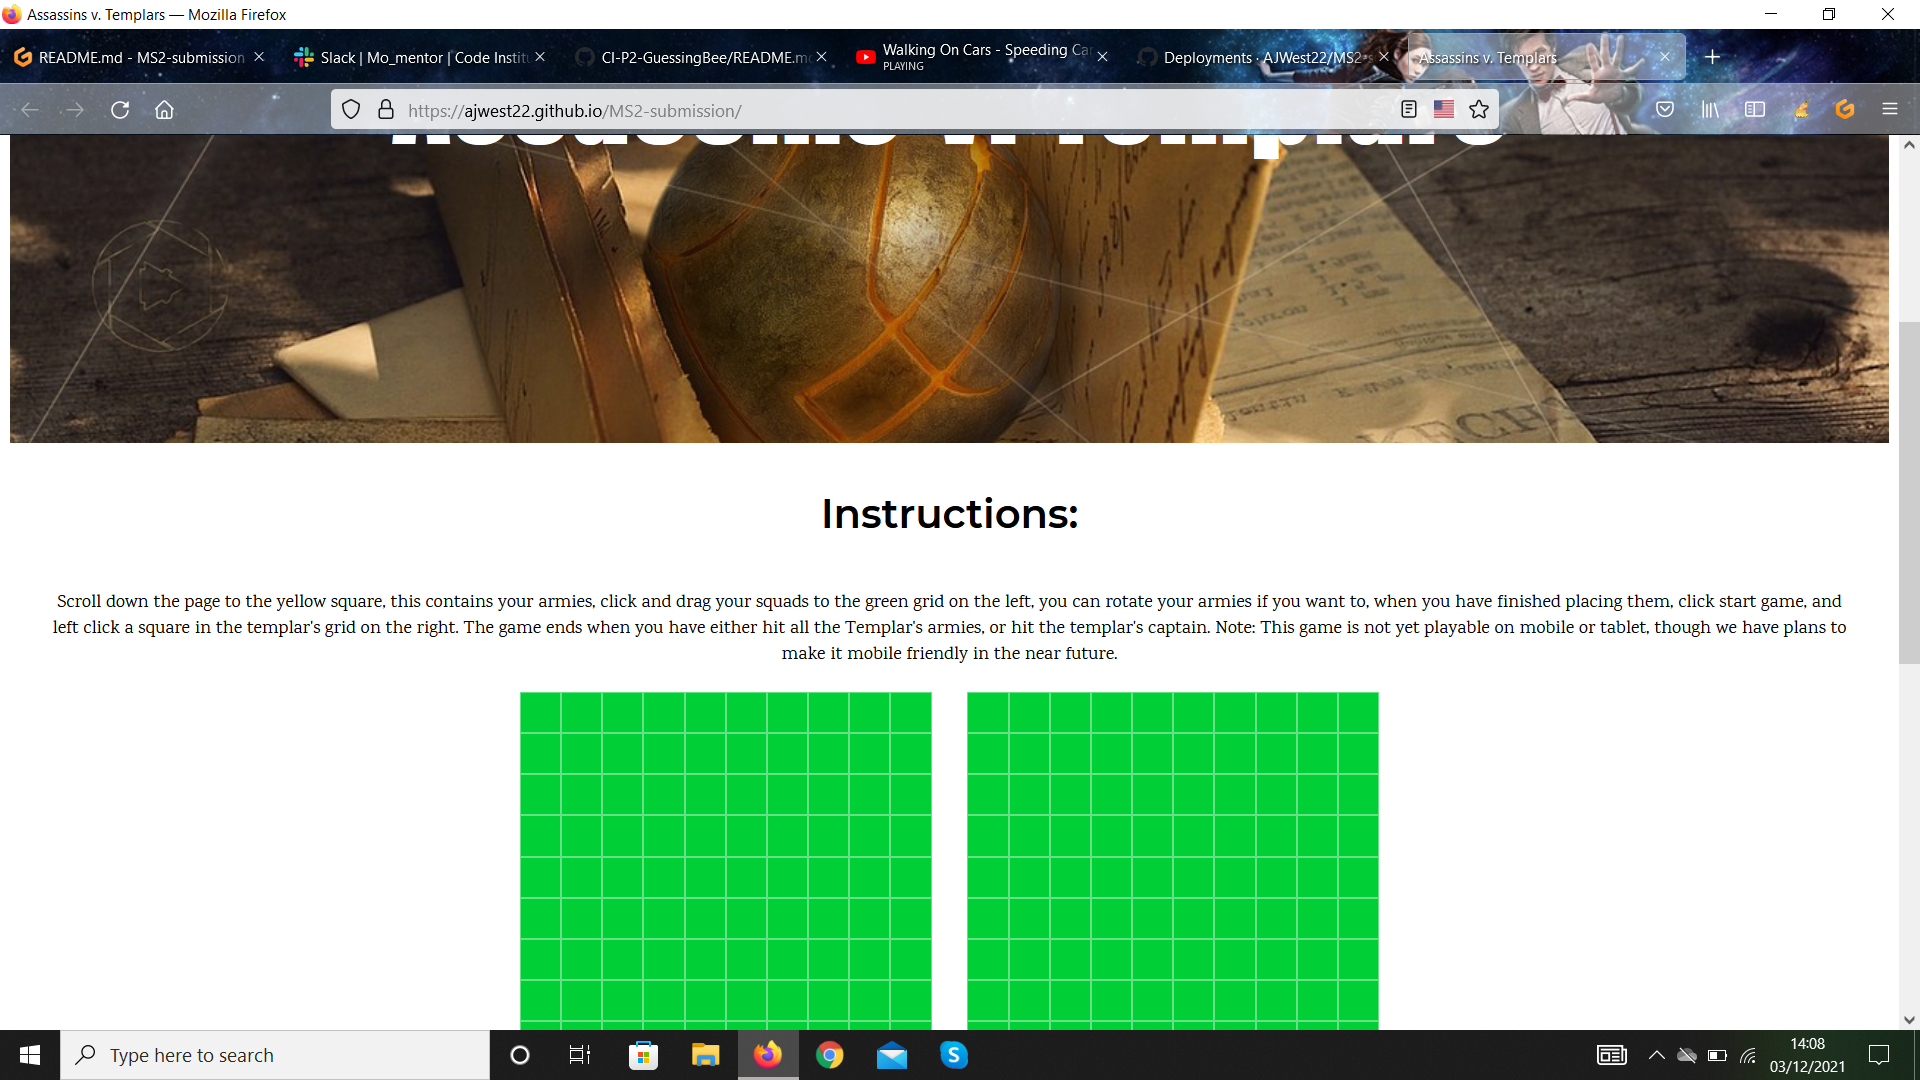 Assassins v. Templars — Mozilla Firefox
README.md - MS2-submission
Slack | Mo_mentor | Code Institu
CI-P2-GuessingBee/README.md
Walking On Cars - Speeding Car
PLAYING
Deployments · AJWest22/MS2-s
Assassins v. Templars
https://ajwest22.github.io/MS2-submission/
Assassins v. Templars
Instructions:
Scroll down the page to the yellow square, this contains your armies, click and drag your squads to the green grid on the left, you can rotate your armies if you want to, when you have finished placing them, click start game, and
left click a square in the templar's grid on the right. The game ends when you have either hit all the Templar's armies, or hit the templar's captain. Note: This game is not yet playable on mobile or tablet, though we have plans to
make it mobile friendly in the near future.
Type here to search
14:08
03/12/2021